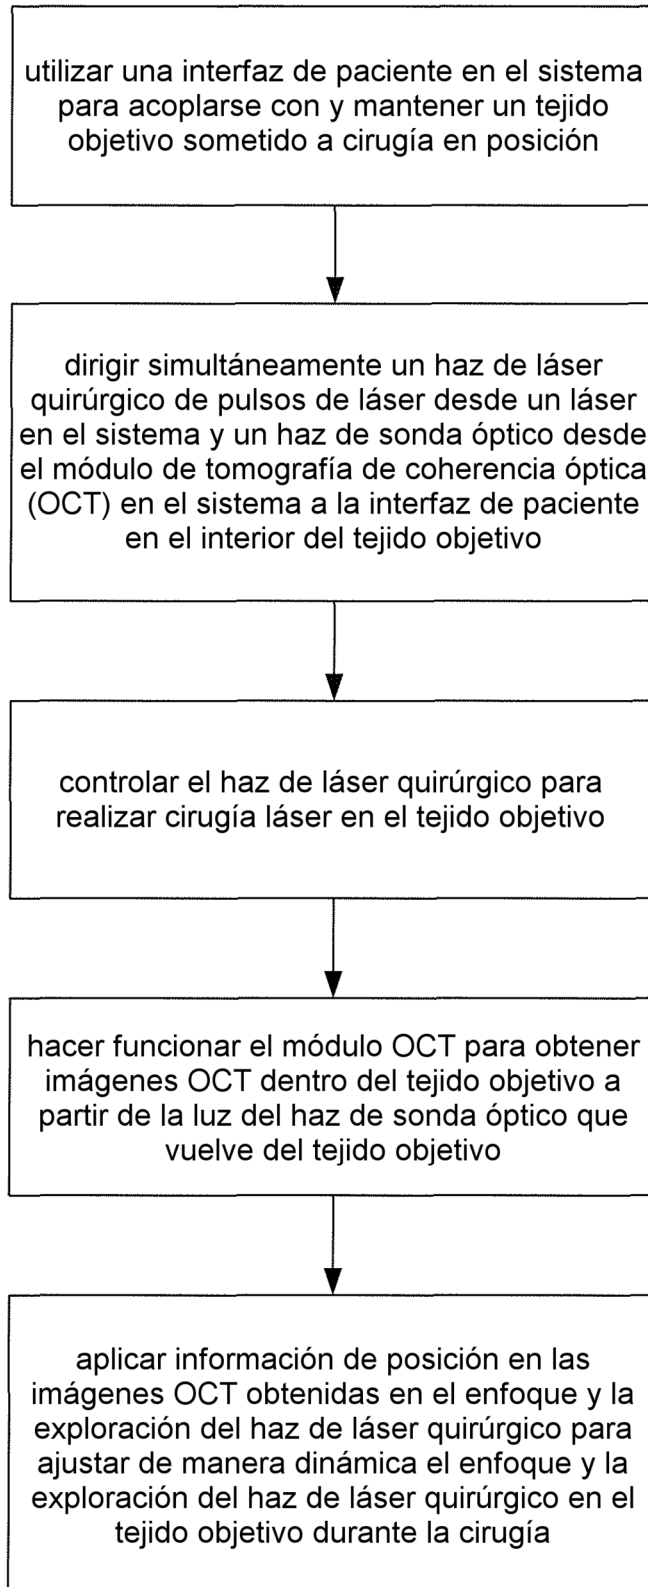 utilizar una interfaz de paciente en el sistema
para acoplarse con y mantener un tejido
objetivo sometido a cirugía en posición
dirigir simultáneamente un haz de láser
quirúrgico de pulsos de láser desde un láser
en el sistema y un haz de sonda óptico desde
el módulo de tomografía de coherencia óptica
(OCT) en el sistema a la interfaz de paciente
en el interior del tejido objetivo
controlar el haz de láser quirúrgico para
realizar cirugía láser en el tejido objetivo
hacer funcionar el módulo OCT para obtener
imágenes OCT dentro del tejido objetivo a
partir de la luz del haz de sonda óptico que
vuelve del tejido objetivo
aplicar información de posición en las
imágenes OCT obtenidas en el enfoque y la
exploración del haz de láser quirúrgico para
ajustar de manera dinámica el enfoque y la
exploración del haz de láser quirúrgico en el
tejido objetivo durante la cirugía